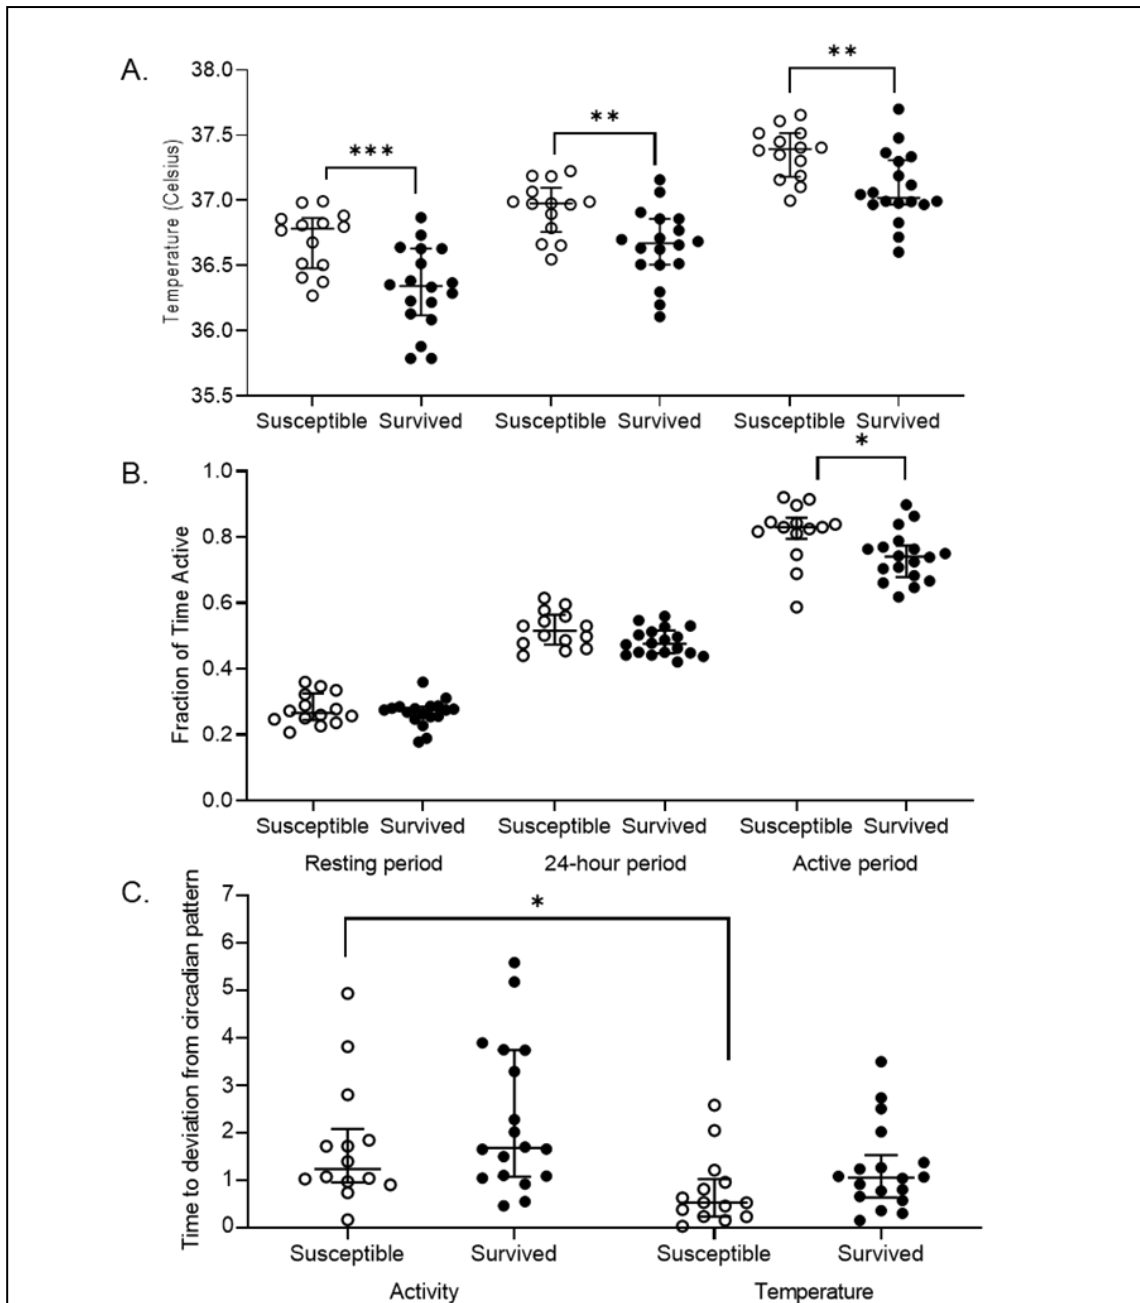 A.
Temperature (Celsius)
38.0
37.5
37.0
36.5
36.0
35.5
***
**
**
Susceptible Survived Susceptible Survived Susceptible Survived
B.
Fraction of Time Active
1.0
0.8
0.6
0.4
0.2
0.0
*
Susceptible Survived Susceptible Survived Susceptible Survived
Resting period 24-hour period Active period
C.
Time to deviation from circadian pattern
7
6
5
4
3
2
1
0
*
Susceptible Survived Susceptible Survived
Activity Temperature